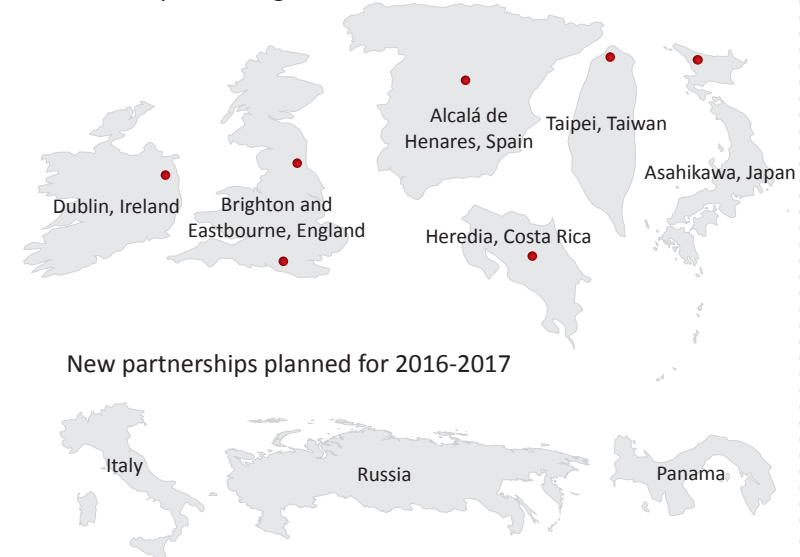 Alcalá de
Henares, Spain
Taipei, Taiwan
Asahikawa, Japan
Dublin, Ireland
Brighton and
Eastbourne, England
Heredia, Costa Rica
New partnerships planned for 2016-2017
Italy
Russia
Panama